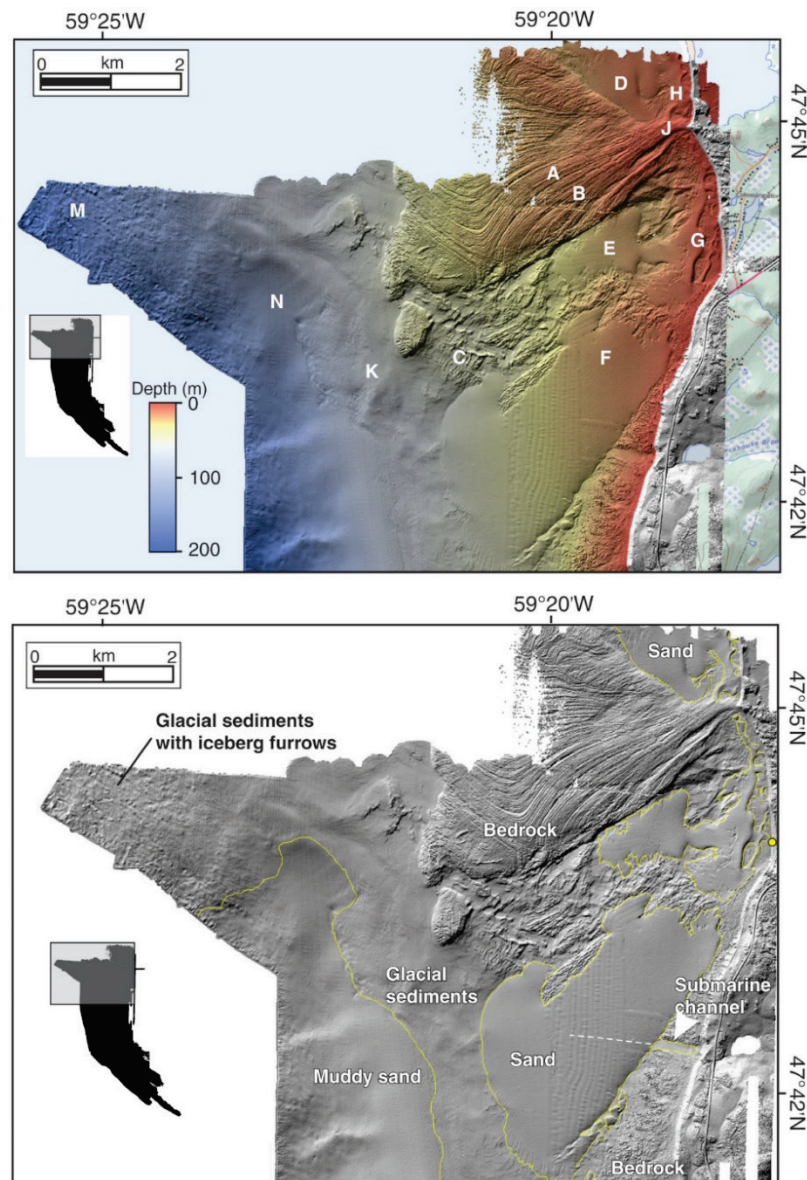 59°25'W
59°20'W
0 km 2
D
H
47°45'N
J
A
B
M
G
E
N
K
C
F
Depth (m)
0
100
200
47°42'N
59°25'W
59°20'W
0 km 2
Sand
47°45'N
Glacial sediments
with iceberg furrows
Bedrock
Glacial
sediments
Submarine
channel
Sand
Muddy sand
47°42'N
Bedrock